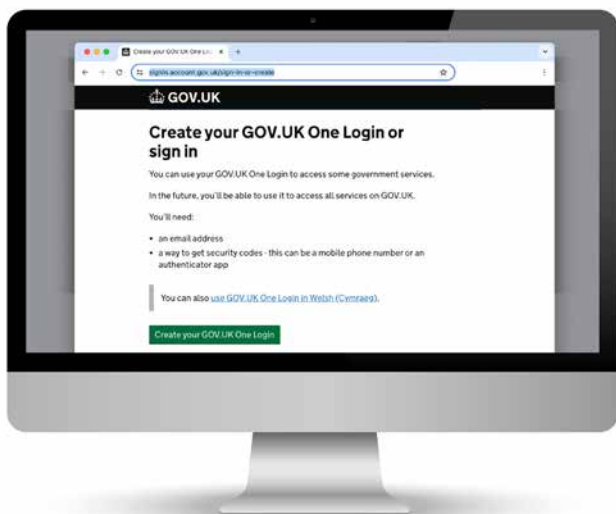 Create your GOV.UK One Lo
signin.account.gov.uk/sign-in-or-create
GOV.UK
Create your GOV.UK One Login or
sign in
You can use your GOV.UK One Login to access some government services.
In the future, you'll be able to use it to access all services on GOV.UK.
You'll need:
• an email address
• a way to get security codes - this can be a mobile phone number or an
authenticator app
You can also use GOV.UK One Login in Welsh (Cymraeg).
Create your GOV.UK One Login